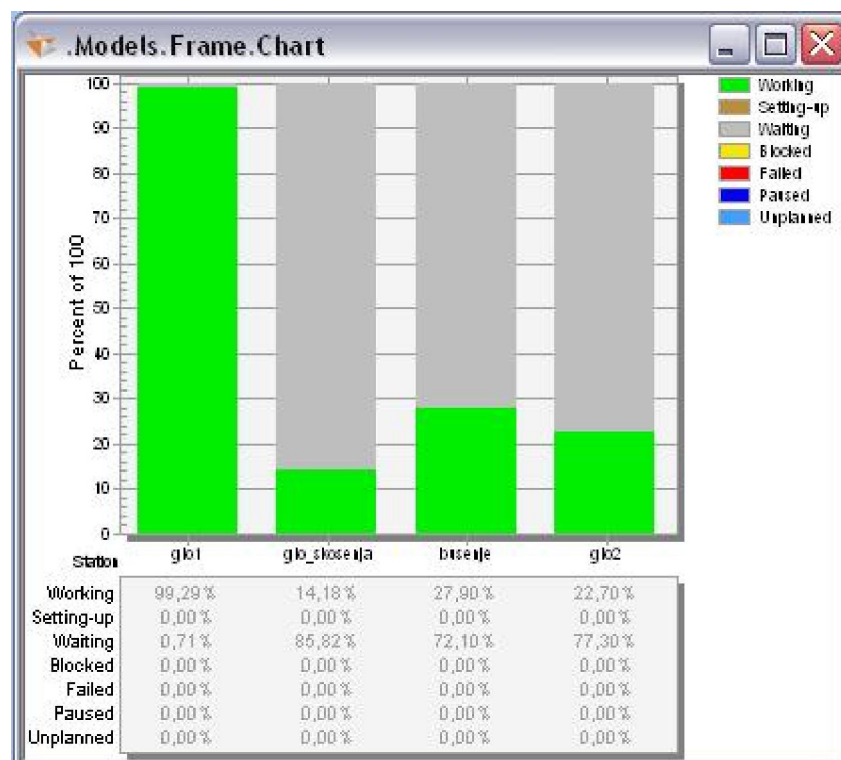 .Models.Frame.Chart
Working
Setting-up
Waiting
Blocked
Failed
Paused
Unplanned
Percent of 100
100
90
80
70
60
50
40
30
20
10
0
Station glo1 glo_skosenja busenje glo2
Working 99,29% 14,18% 27,90% 22,70%
Setting-up 0,00% 0,00% 0,00% 0,00%
Waiting 0,71% 85,82% 72,10% 77,30%
Blocked 0,00% 0,00% 0,00% 0,00%
Failed 0,00% 0,00% 0,00% 0,00%
Paused 0,00% 0,00% 0,00% 0,00%
Unplanned 0,00% 0,00% 0,00% 0,00%